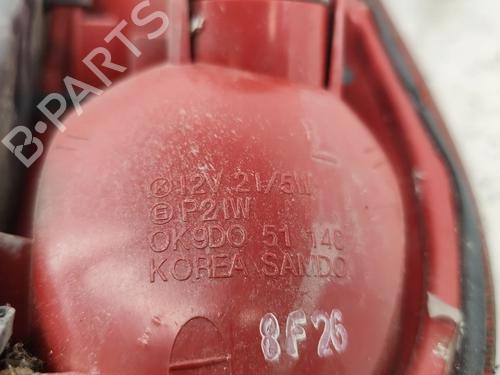 B-PARTS
L
Ⓚ 12V 21/5W
Ⓔ P21W
OK9DO 51 140
KOREA SAMDO
8F26